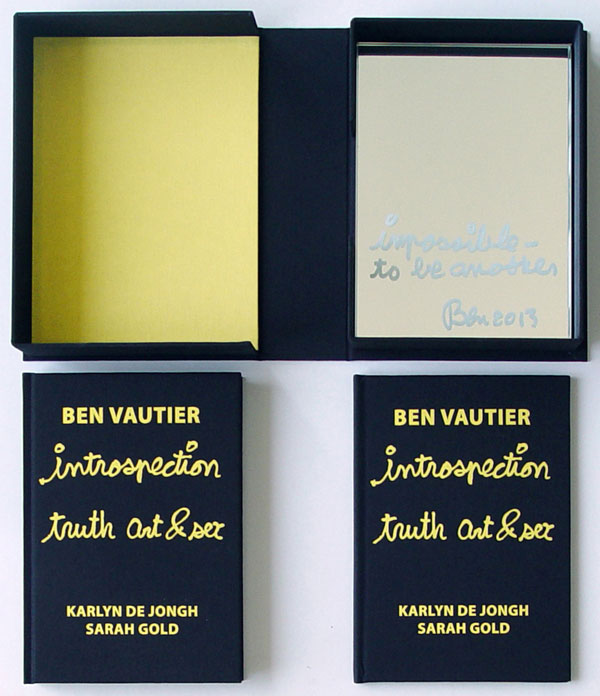 impossible -
to be another
Ben 2013
BEN VAUTIER
introspection
truth art & sex
KARLYN DE JONGH
SARAH GOLD
BEN VAUTIER
introspection
truth art & sex
KARLYN DE JONGH
SARAH GOLD